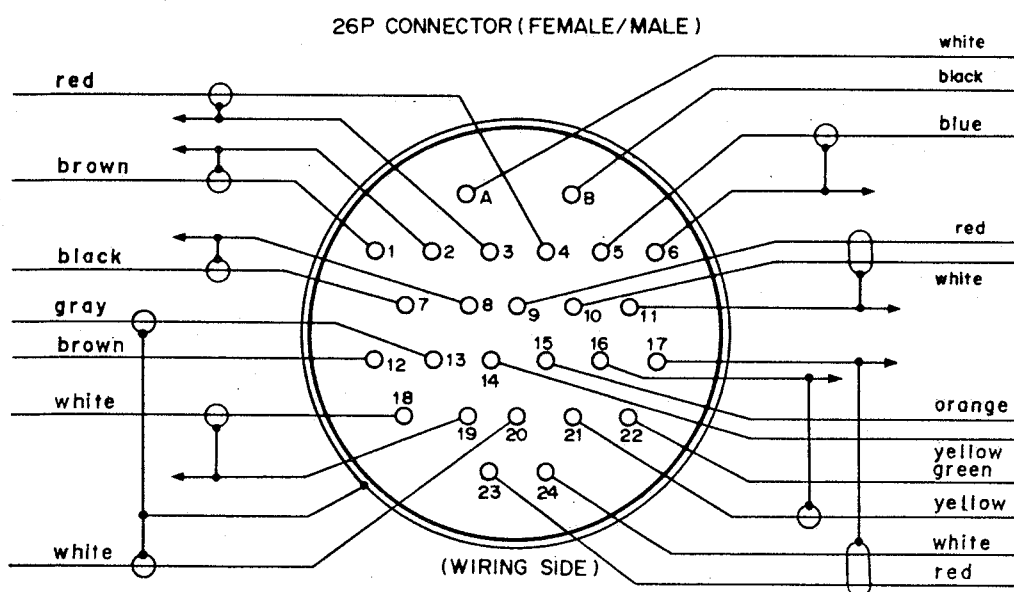 26P CONNECTOR (FEMALE/MALE)
white
red
black
blue
brown
A
B
1
2
3
4
5
6
red
black
white
7
8
9
10
11
gray
brown
12
13
14
15
16
17
white
18
19
20
21
22
orange
yellow
green
23
24
yellow
white
white
(WIRING SIDE)
red